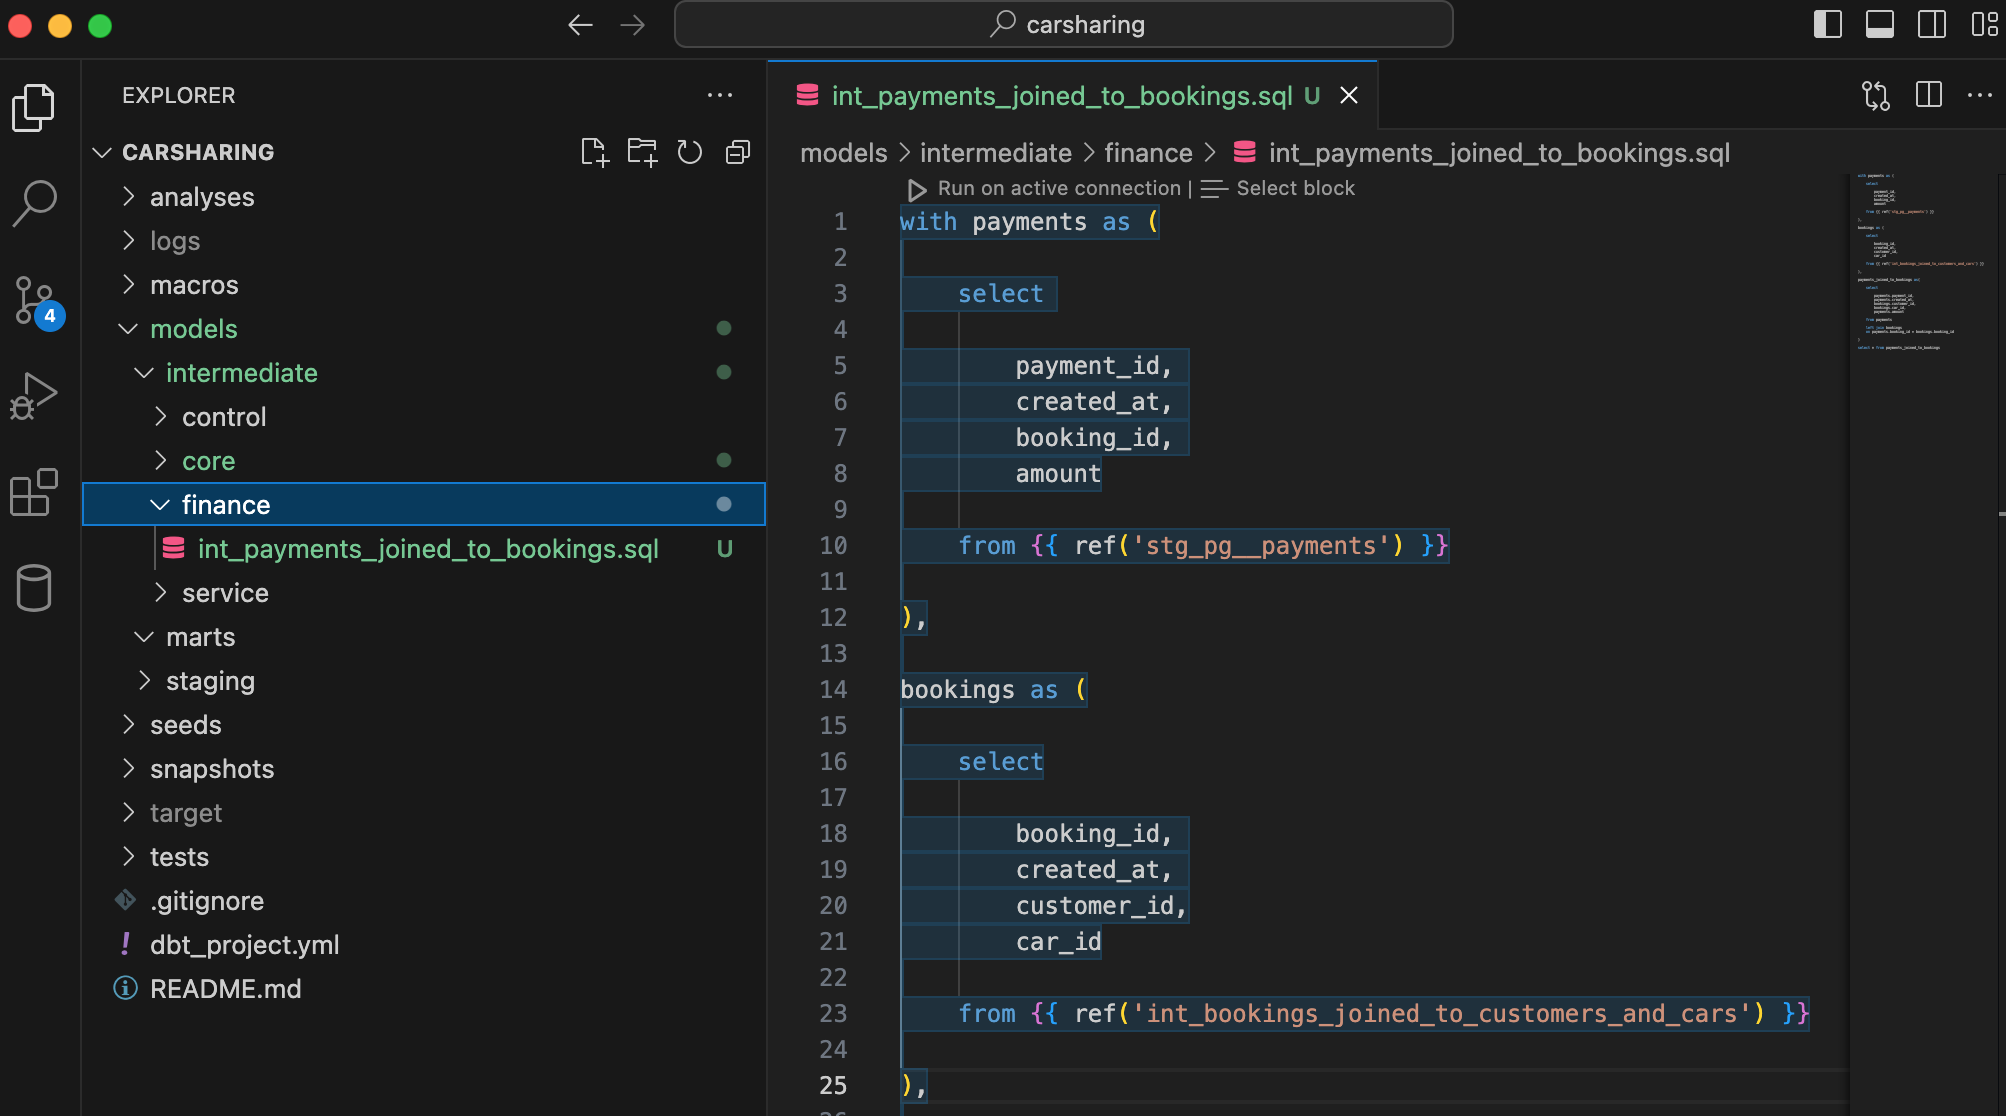 carsharing
EXPLORER
CARSHARING
analyses
logs
macros
models
intermediate
control
core
finance
int_payments_joined_to_bookings.sql U
service
marts
staging
seeds
snapshots
target
tests
.gitignore
dbt_project.yml
README.md
4
int_payments_joined_to_bookings.sql U
models > intermediate > finance > int_payments_joined_to_bookings.sql
Run on active connection | Select block
1 with payments as (
2
3 select
4
5 payment_id,
6 created_at,
7 booking_id,
8 amount
9
10 from {{ ref('stg_pg__payments') }}
11
12 ),
13
14 bookings as (
15
16 select
17
18 booking_id,
19 created_at,
20 customer_id,
21 car_id
22
23 from {{ ref('int_bookings_joined_to_customers_and_cars') }}
24
25 ),